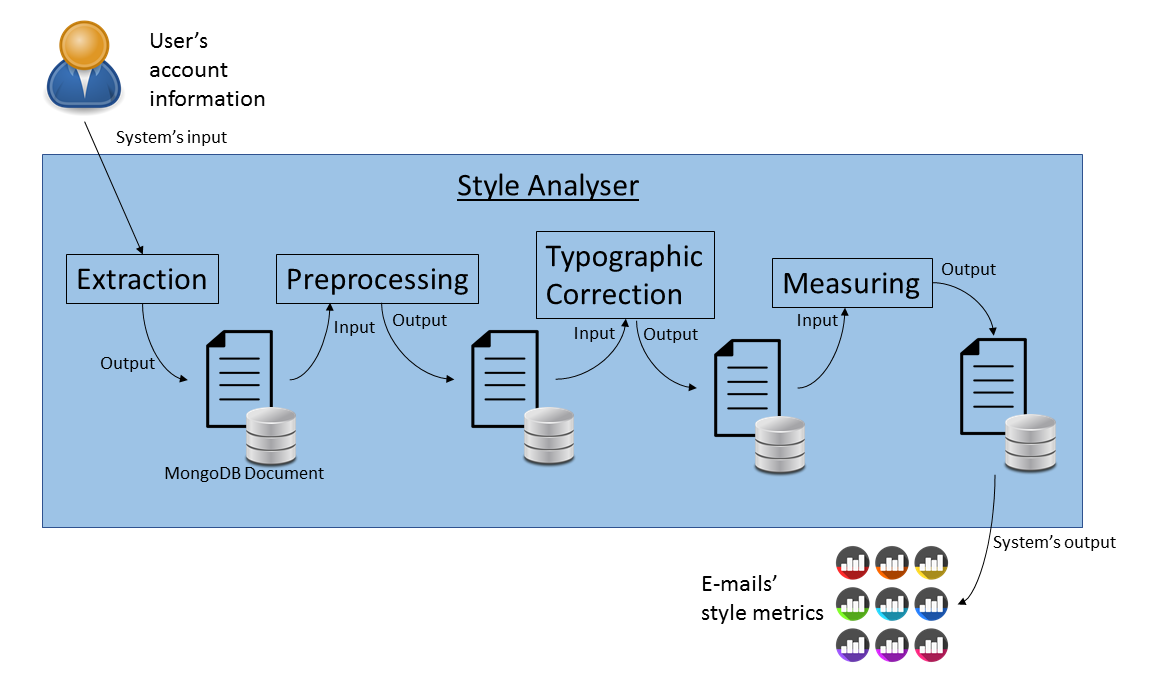 User's
account
information
System's input
Style Analyser
Extraction
Preprocessing
Typographic
Correction
Measuring
Output
Input
Output
Input
Output
Input
Output
MongoDB Document
System's output
E-mails'
style metrics